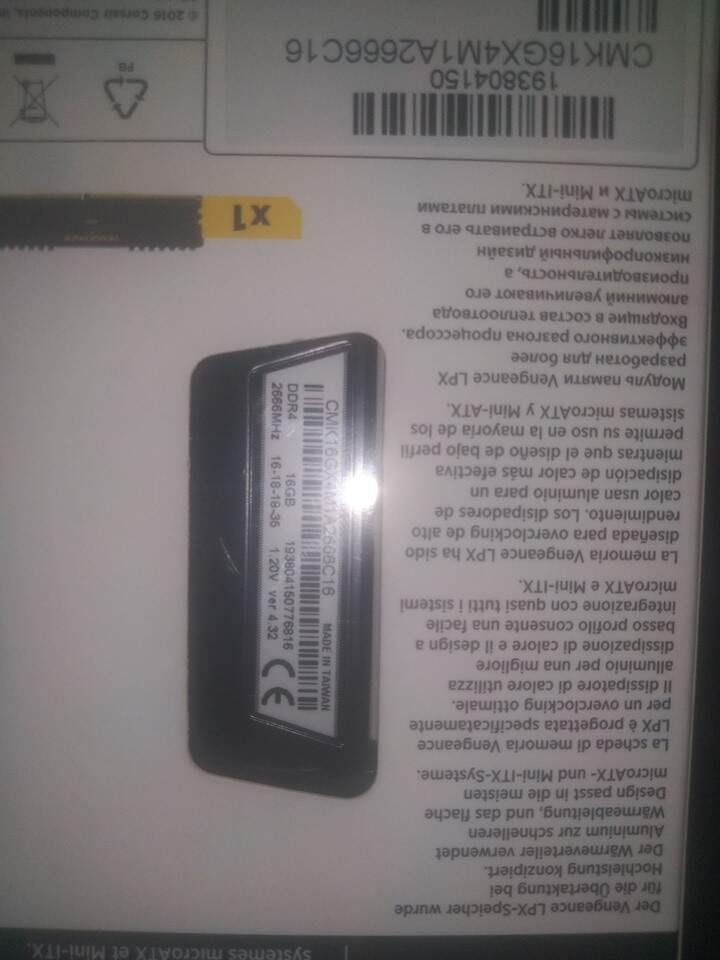 systèmes microATX et Mini-ITX.
Der Vengeance LPX-Speicher wurde
für die Übertaktung bei
Hochleistung konzipiert.
Der Wärmeverteiler verwendet
Aluminium zur schnelleren
Wärmeableitung, und das flache
Design passt in die meisten
microATX- und Mini-ITX-Systeme.
La scheda di memoria Vengeance
LPX è progettata specificatamente
per un overclocking ottimale.
Il dissipatore di calore utilizza
alluminio per una migliore
dissipazione di calore e il design a
basso profilo consente una facile
integrazione con quasi tutti i sistemi
microATX e Mini-ITX.
La memoria Vengeance LPX ha sido
diseñada para overclocking de alto
rendimiento. Los disipadores de
calor usan aluminio para un
disipación de calor más efectiva
mientras que el diseño de bajo perfil
permite su uso en la mayoría de los
sistemas microATX y Mini-ATX.
Модуль памяти Vengeance LPX
разработан для более
эффективного разгона процессора.
Входящие в состав теплоотвода
алюминий увеличивают его
производительность, а
низкопрофильный дизайн
позволяет легко встраивать его в
системы с материнскими платами
microATX и Mini-ITX.
CMK16GX4M1A2666C16
MADE IN TAIWAN
DDR4 16GB 193804150776816
2666MHz 16-18-18-35 1.20V ver 4.32
CE
x1
VENGEANCE
193804150
CMK16GX4M1A2666C16
© 2016 Corsair Components,